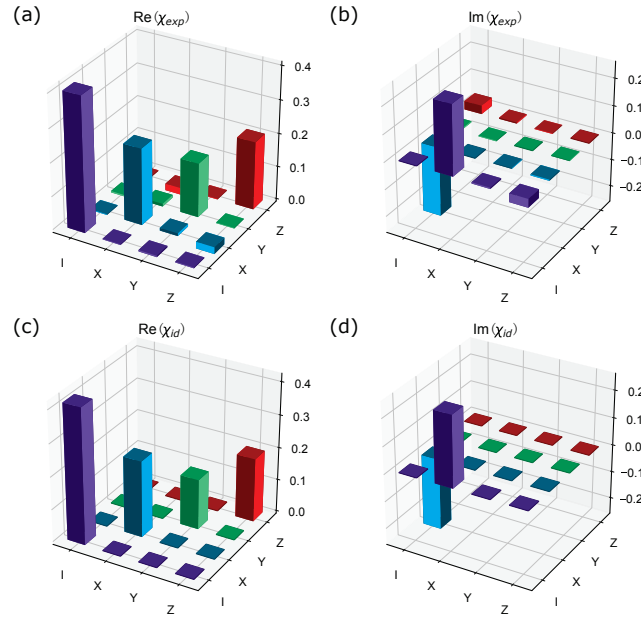 (a)
Re(χexp)
0.4
0.3
0.2
0.1
0.0
I
X
Y
Z
I
X
Y
Z
(b)
Im(χexp)
0.2
0.1
0.0
−0.1
−0.2
I
X
Y
Z
I
X
Y
Z
(c)
Re(χid)
0.4
0.3
0.2
0.1
0.0
I
X
Y
Z
I
X
Y
Z
(d)
Im(χid)
0.2
0.1
0.0
−0.1
−0.2
I
X
Y
Z
I
X
Y
Z